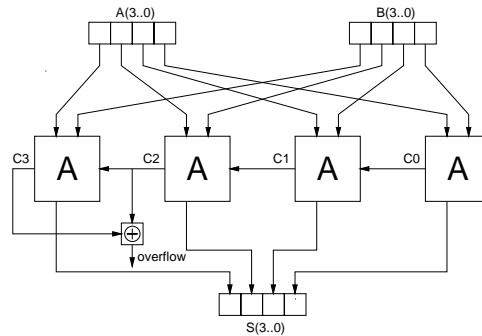 A(3..0) B(3..0)
C3 A C2 A C1 A C0 A
overflow
S(3..0)